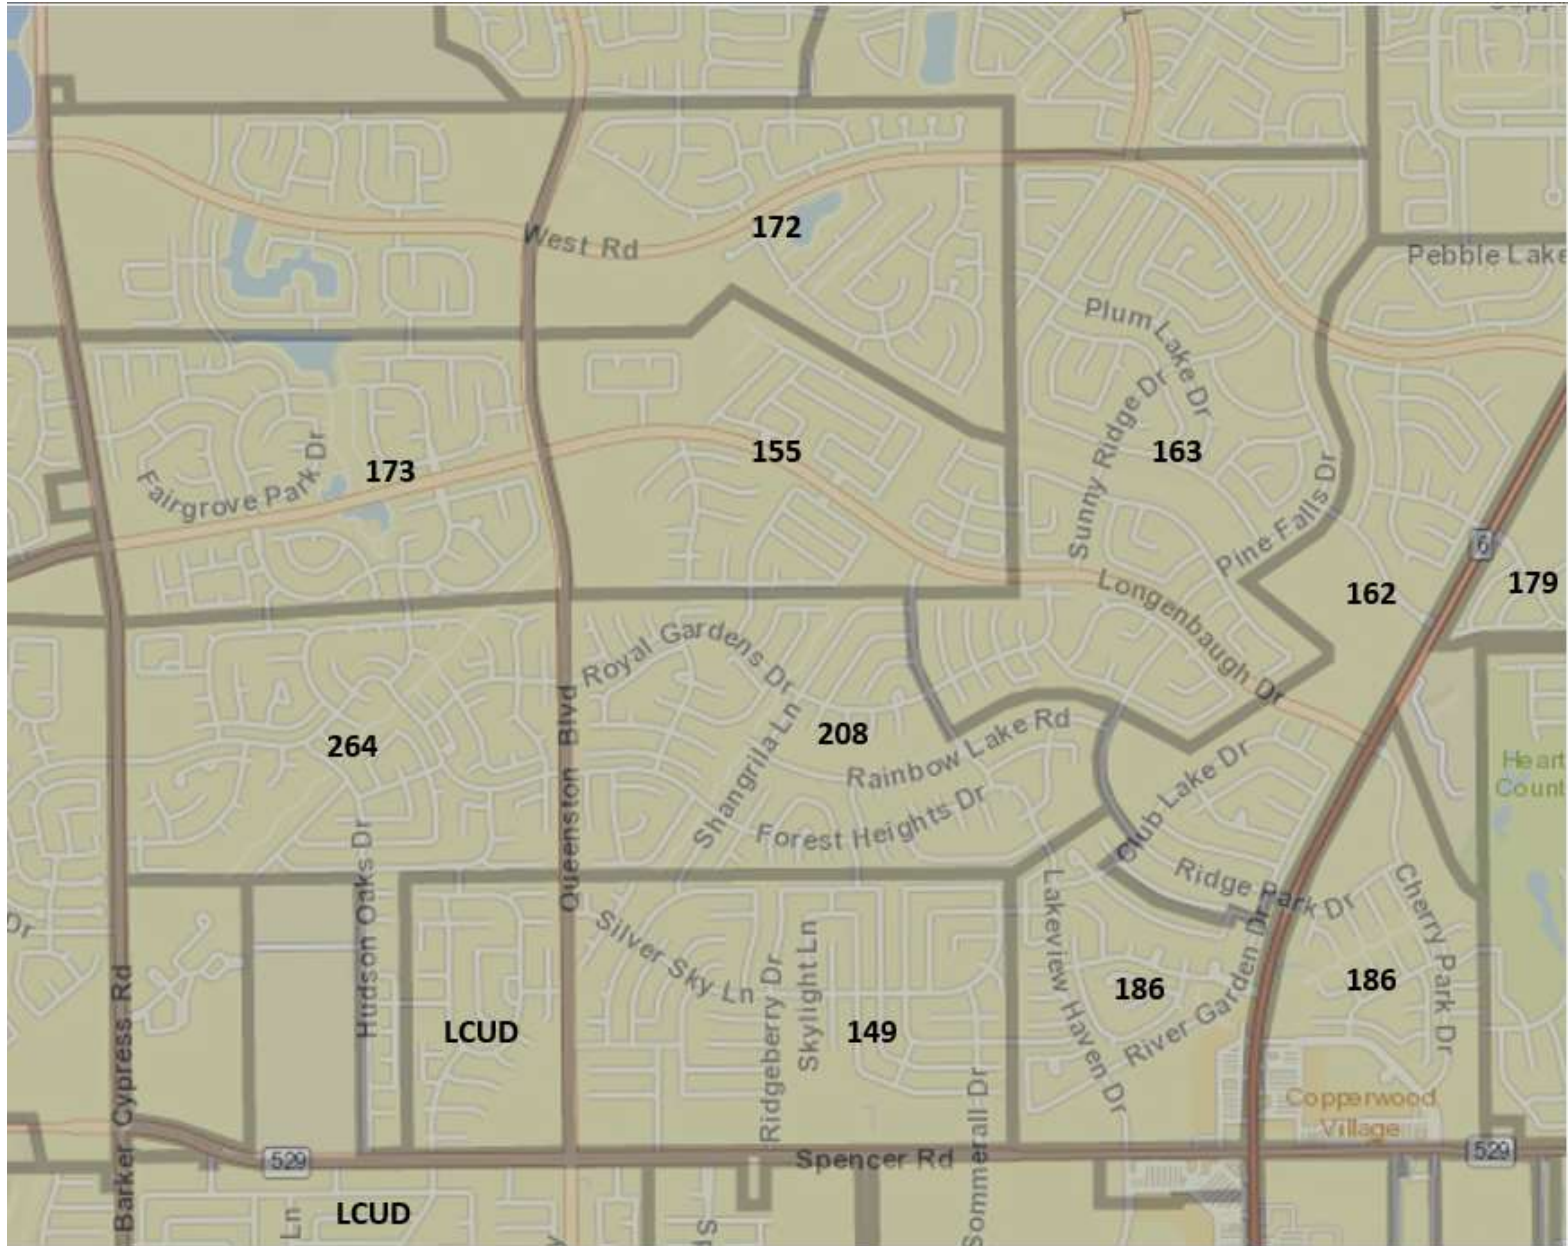 172
West Rd
Pebble Lake
Plum Lake Dr
Sunny Ridge Dr
155
163
173
Fairgrove Park Dr
Pine Falls Dr
6
Longenbaugh Dr
162
179
Royal Gardens Dr
Queenston Blvd
Shangrila Ln
208
264
Rainbow Lake Rd
Forest Heights Dr
Club Lake Dr
Heart
Count
Hudson Oaks Dr
Ridge Park Dr
Cherry Park Dr
Dr
Silver Sky Ln
Skylight Ln
Ridgeberry Dr
Lakeview Haven Dr
River Garden Dr
186
186
LCUD
149
Barker Cypress Rd
Sommerall Dr
Copperwood
Village
529
Spencer Rd
529
LCUD
Ln